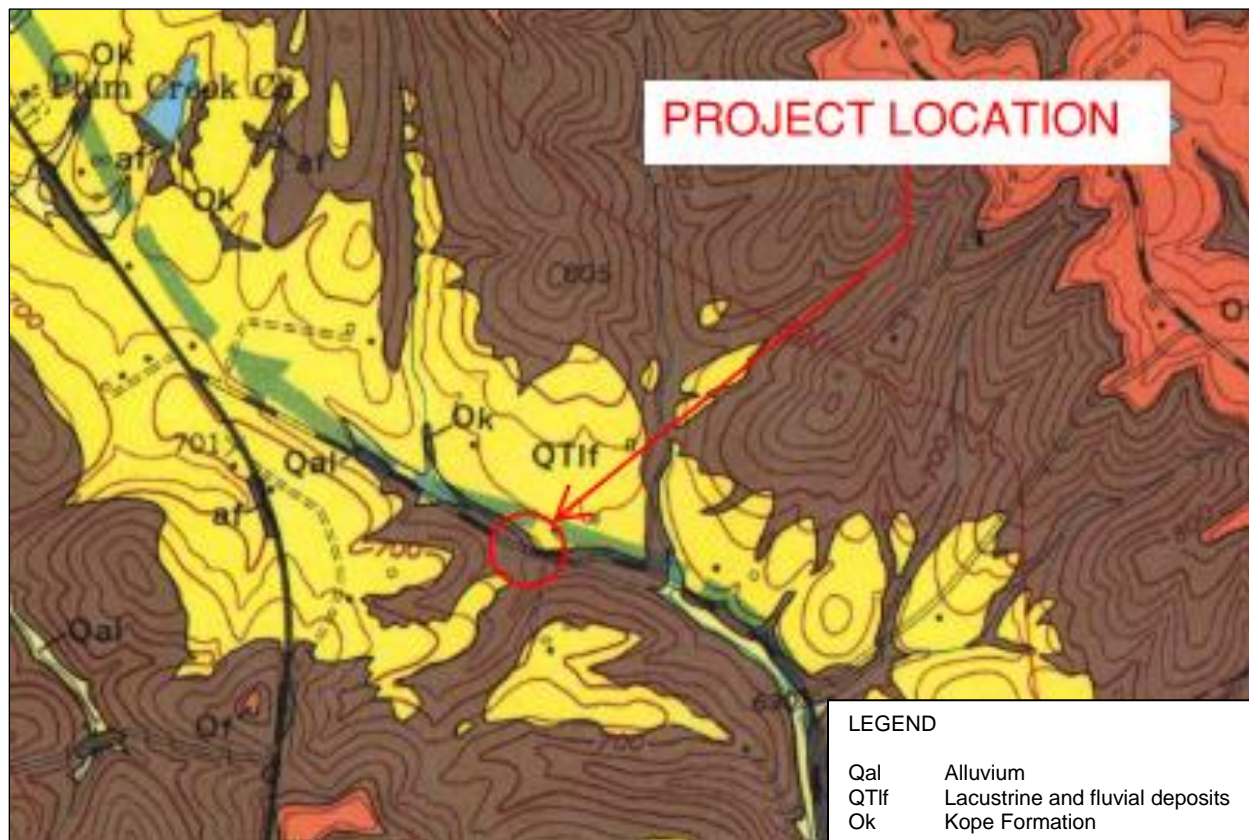 Ok
Plum Creek Ch
af
af
Ok
PROJECT LOCATION
805
Ok
QTlf
Qal
701
af
700
Qal
Of
700
LEGEND
Qal Alluvium
QTlf Lacustrine and fluvial deposits
Ok Kope Formation